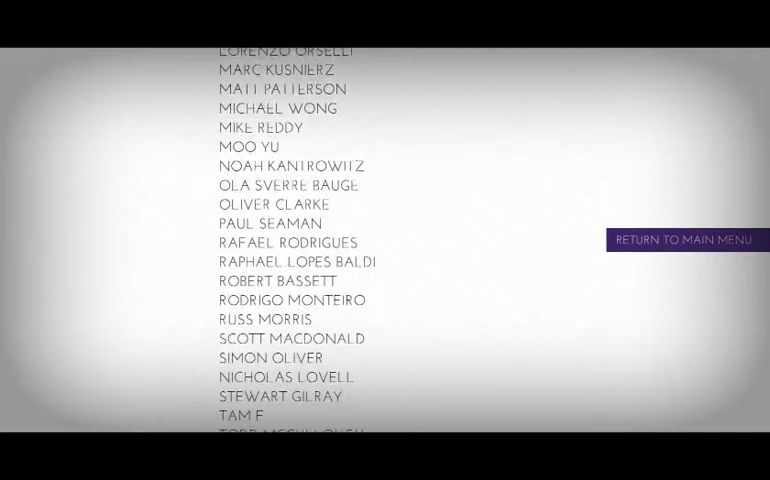 LORENZO ORSELLI
MARC KUSNIERZ
MATT PATTERSON
MICHAEL WONG
MIKE REDDY
MOO YU
NOAH KANTROWITZ
OLA SVERRE BAUGE
OLIVER CLARKE
PAUL SEAMAN
RAFAEL RODRIGUES
RAPHAEL LOPES BALDI
ROBERT BASSETT
RODRIGO MONTEIRO
RUSS MORRIS
SCOTT MACDONALD
SIMON OLIVER
NICHOLAS LOVELL
STEWART GILRAY
TAM F
RETURN TO MAIN MENU